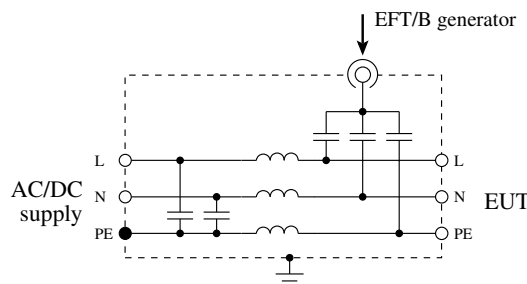 EFT/B generator
L
L
AC/DC
supply
N
N
EUT
PE
PE